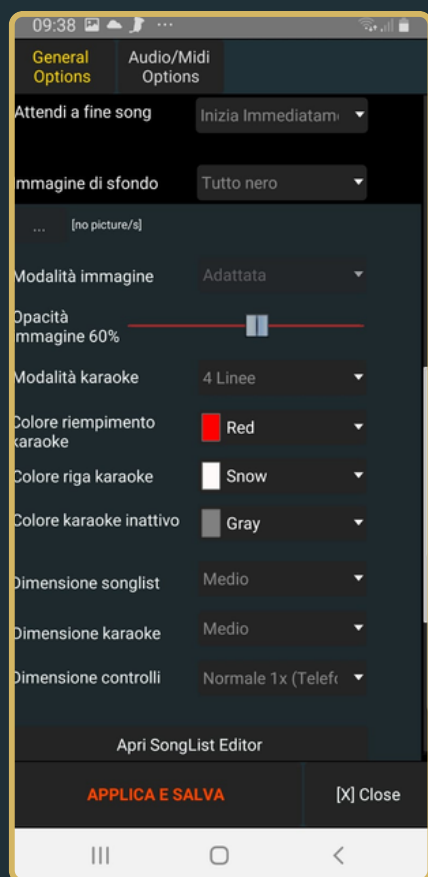 09:38
General Options
Audio/Midi Options
Attendi a fine song
Inizia Immediatam
Immagine di sfondo
Tutto nero
... [no picture/s]
Modalità immagine
Adattata
Opacità
immagine 60%
Modalità karaoke
4 Linee
Colore riempimento
karaoke
Red
Colore riga karaoke
Snow
Colore karaoke inattivo
Gray
Dimensione songlist
Medio
Dimensione karaoke
Medio
Dimensione controlli
Normale 1x (Telef
Apri SongList Editor
APPLICA E SALVA
[X] Close